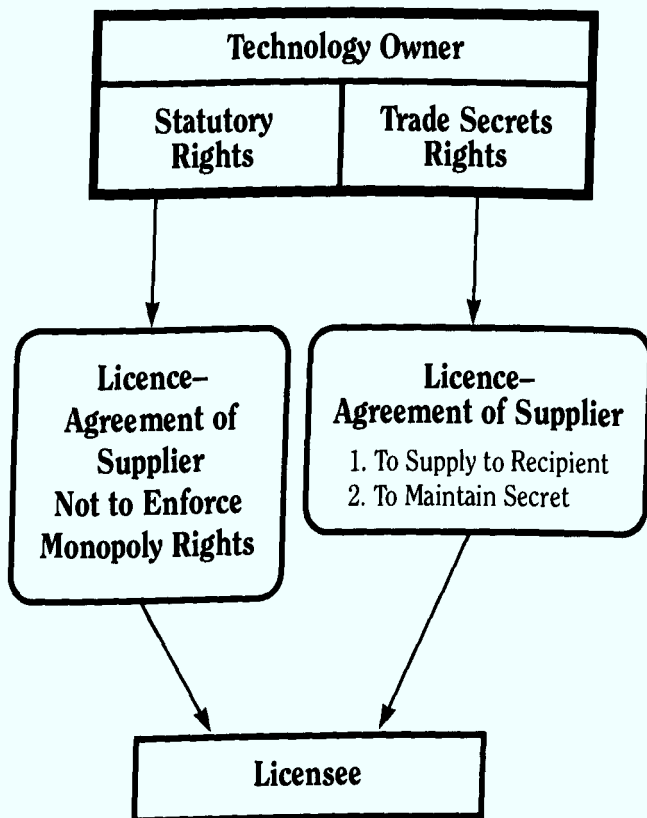 Technology Owner
Statutory
Rights
Trade Secrets
Rights
Licence–
Agreement of
Supplier
Not to Enforce
Monopoly Rights
Licence–
Agreement of Supplier
1. To Supply to Recipient
2. To Maintain Secret
Licensee